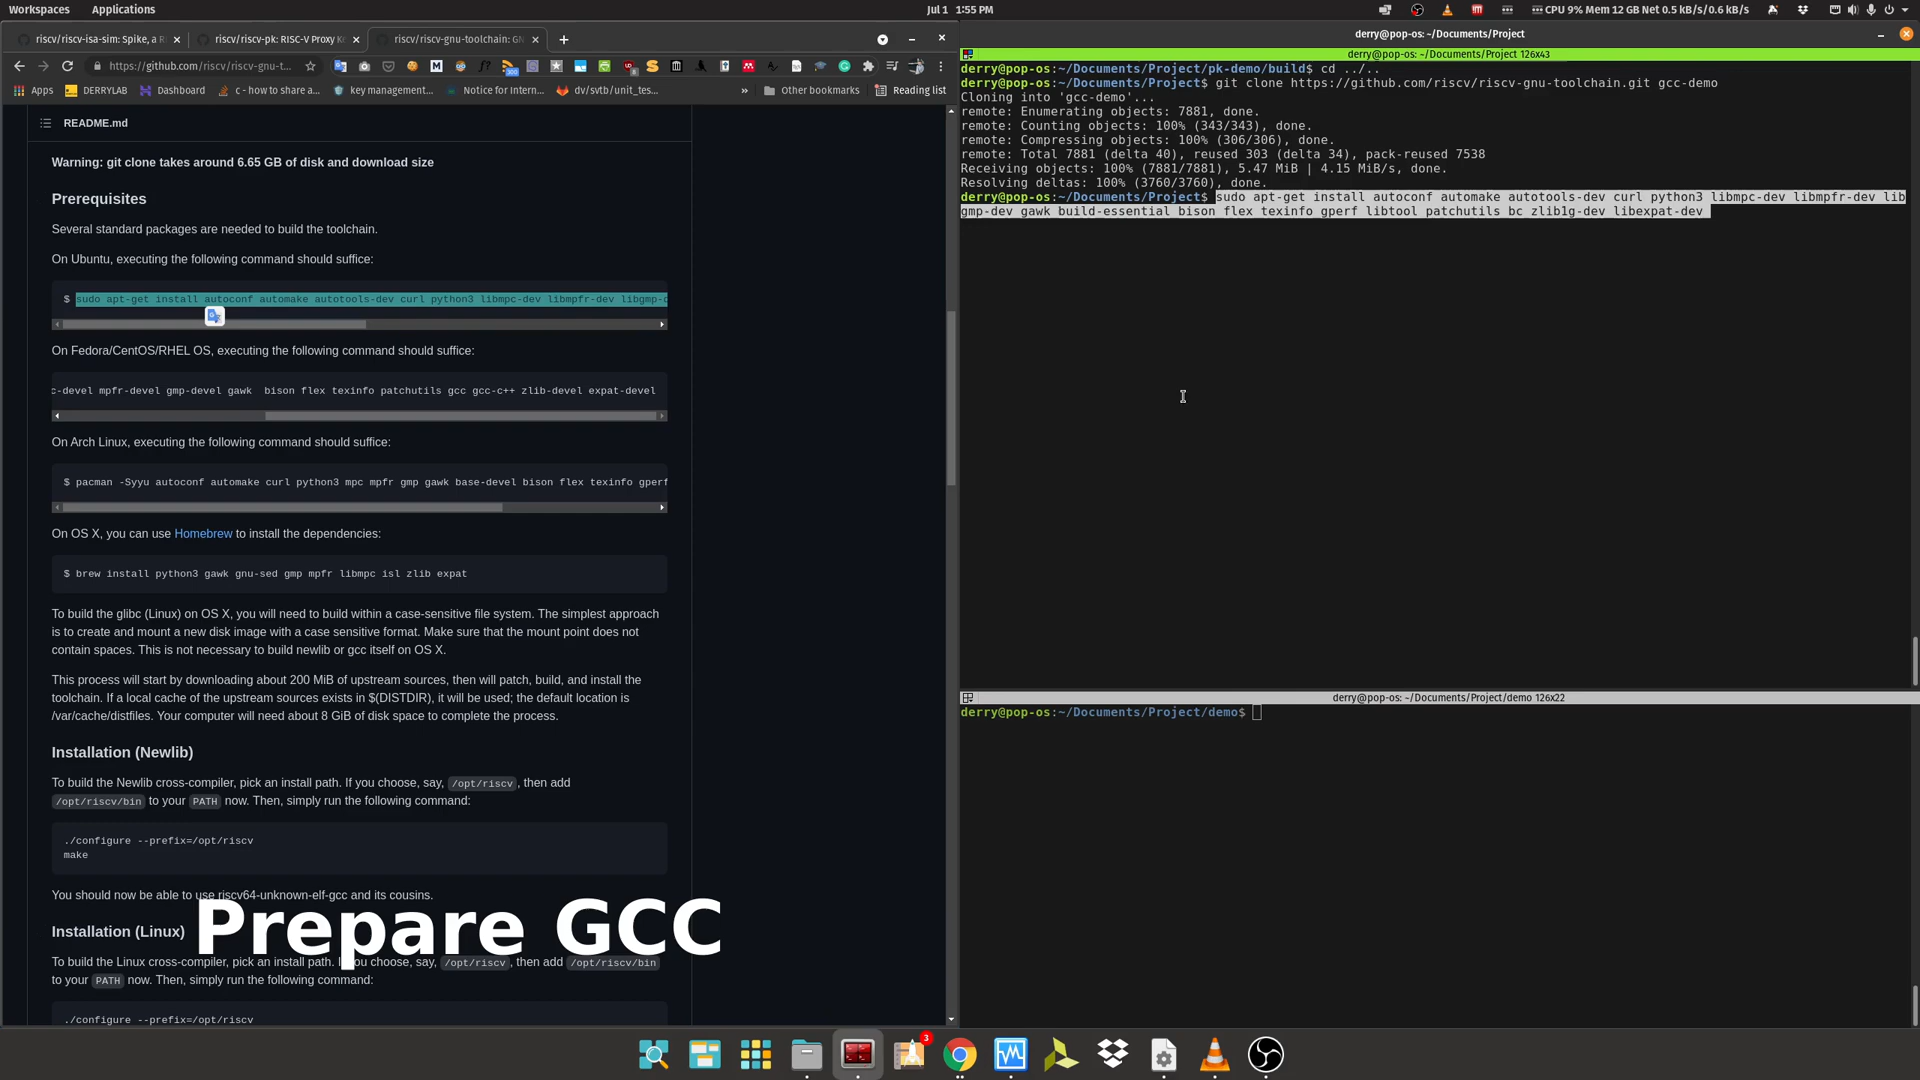 Workspaces Applications Jul 1 1:55 PM CPU 9% Mem 12 GB Net 0.5 kB/s/0.6 kB/s
derry@pop-os: ~/Documents/Project
riscv/riscv-isa-sim: Spike, a R riscv/riscv-pk: RISC-V Proxy K riscv/riscv-gnu-toolchain: GN
https://github.com/riscv/riscv-gnu-t...
Apps DERRYLAB Dashboard c - how to share a... key management... Notice for Intern... dv/svtb/unit_tes... » Other bookmarks Reading list
README.md
Warning: git clone takes around 6.65 GB of disk and download size
Prerequisites
Several standard packages are needed to build the toolchain.
On Ubuntu, executing the following command should suffice:
$ sudo apt-get install autoconf automake autotools-dev curl python3 libmpc-dev libmpfr-dev libgmp-d
On Fedora/CentOS/RHEL OS, executing the following command should suffice:
c-devel mpfr-devel gmp-devel gawk  bison flex texinfo patchutils gcc gcc-c++ zlib-devel expat-devel
On Arch Linux, executing the following command should suffice:
$ pacman -Syyu autoconf automake curl python3 mpc mpfr gmp gawk base-devel bison flex texinfo gperf
On OS X, you can use Homebrew to install the dependencies:
$ brew install python3 gawk gnu-sed gmp mpfr libmpc isl zlib expat
To build the glibc (Linux) on OS X, you will need to build within a case-sensitive file system. The simplest approach
is to create and mount a new disk image with a case sensitive format. Make sure that the mount point does not
contain spaces. This is not necessary to build newlib or gcc itself on OS X.
This process will start by downloading about 200 MiB of upstream sources, then will patch, build, and install the
toolchain. If a local cache of the upstream sources exists in $(DISTDIR), it will be used; the default location is
/var/cache/distfiles. Your computer will need about 8 GiB of disk space to complete the process.
Installation (Newlib)
To build the Newlib cross-compiler, pick an install path. If you choose, say, /opt/riscv , then add
/opt/riscv/bin to your PATH now. Then, simply run the following command:
./configure --prefix=/opt/riscv
make
You should now be able to use riscv64-unknown-elf-gcc and its cousins.
Installation (Linux)
Prepare GCC
To build the Linux cross-compiler, pick an install path. If you choose, say, /opt/riscv , then add /opt/riscv/bin
to your PATH now. Then, simply run the following command:
./configure --prefix=/opt/riscv
derry@pop-os: ~/Documents/Project 126x43
derry@pop-os:~/Documents/Project/pk-demo/build$ cd ../..
derry@pop-os:~/Documents/Project$ git clone https://github.com/riscv/riscv-gnu-toolchain.git gcc-demo
Cloning into 'gcc-demo'...
remote: Enumerating objects: 7881, done.
remote: Counting objects: 100% (343/343), done.
remote: Compressing objects: 100% (306/306), done.
remote: Total 7881 (delta 40), reused 303 (delta 34), pack-reused 7538
Receiving objects: 100% (7881/7881), 5.47 MiB | 4.15 MiB/s, done.
Resolving deltas: 100% (3760/3760), done.
derry@pop-os:~/Documents/Project$ sudo apt-get install autoconf automake autotools-dev curl python3 libmpc-dev libmpfr-dev lib
gmp-dev gawk build-essential bison flex texinfo gperf libtool patchutils bc zlib1g-dev libexpat-dev
derry@pop-os: ~/Documents/Project/demo 126x22
derry@pop-os:~/Documents/Project/demo$
3